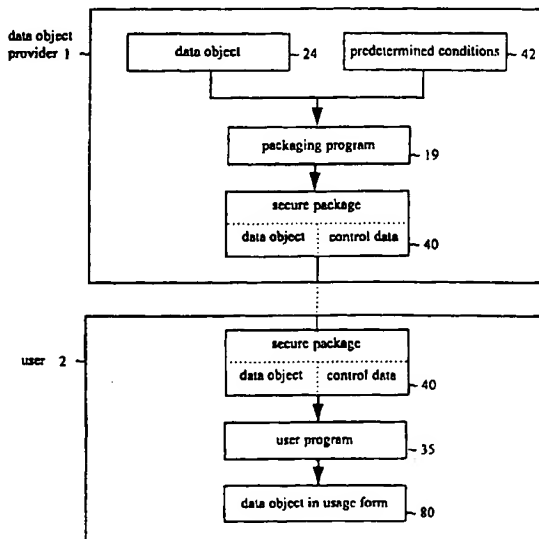 data object
provider 1
data object
24
predetermined conditions
42
packaging program
19
secure package
data object control data
40
user 2
secure package
data object control data
40
user program
35
data object in usage form
80